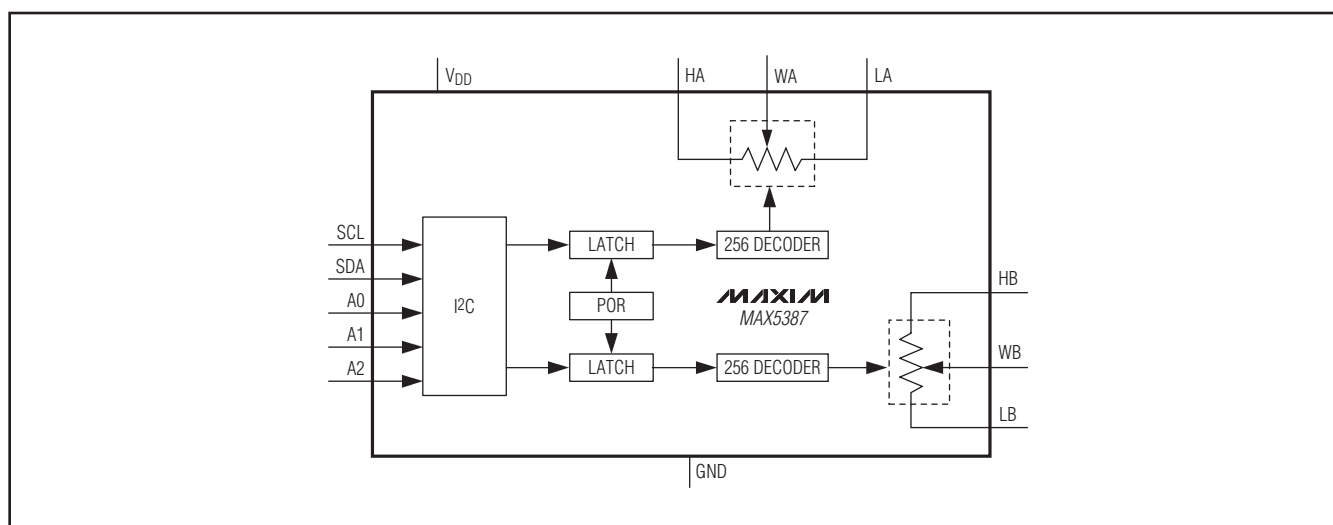 VDD
HA
WA
LA
SCL
SDA
A0
A1
A2
I²C
LATCH
256 DECODER
POR
MAXIM
MAX5387
LATCH
256 DECODER
HB
WB
LB
GND